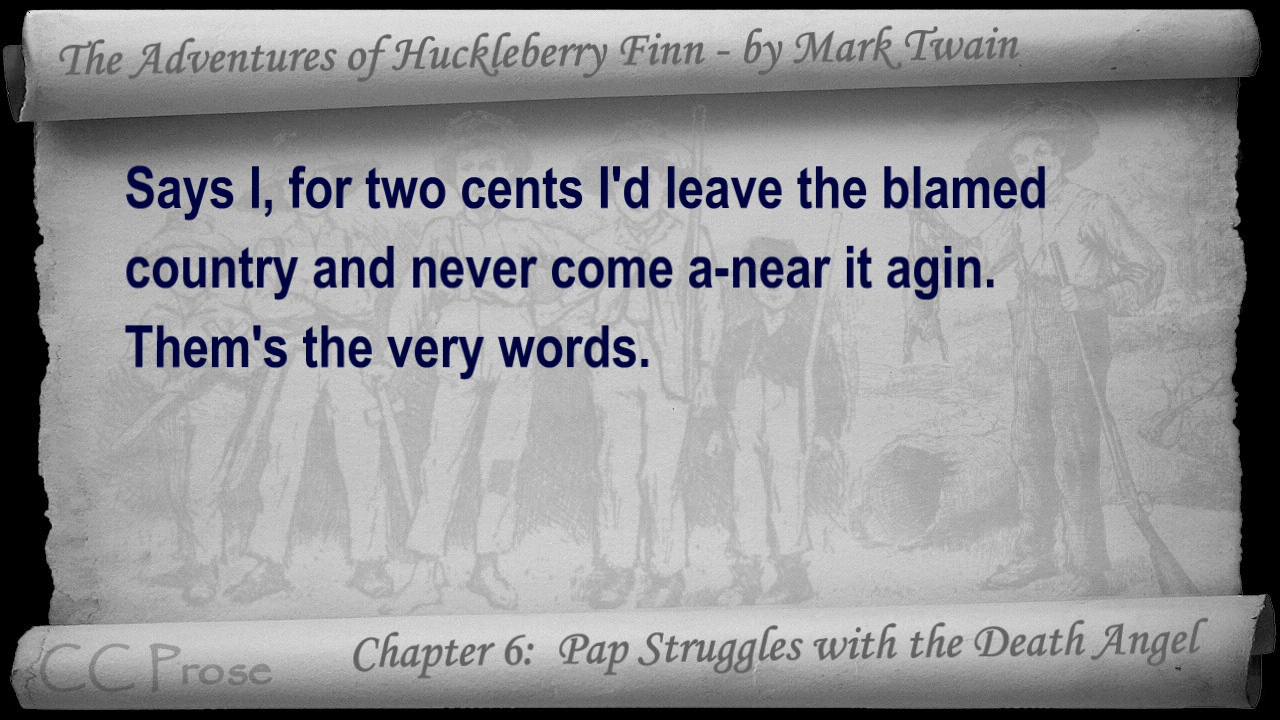 The Adventures of Huckleberry Finn - by Mark Twain
Says I, for two cents I'd leave the blamed
country and never come a-near it agin.
Them's the very words.
Chapter 6: Pap Struggles with the Death Angel
CC Prose